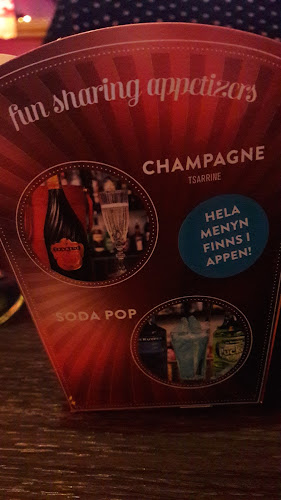 fun sharing appetizers
CHAMPAGNE
TSARRINE
HELA
MENYN
FINNS I
APPEN!
SODA POP